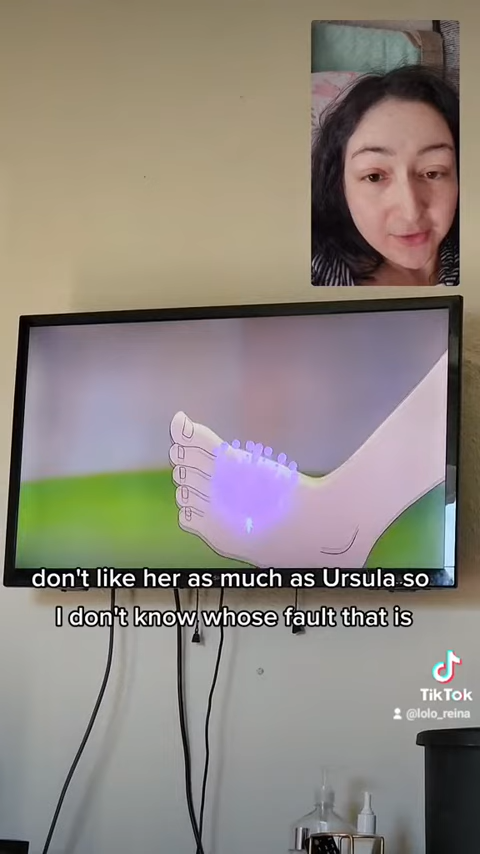 don't like her as much as Ursula so
I don't know whose fault that is
TikTok
@lolo_reina